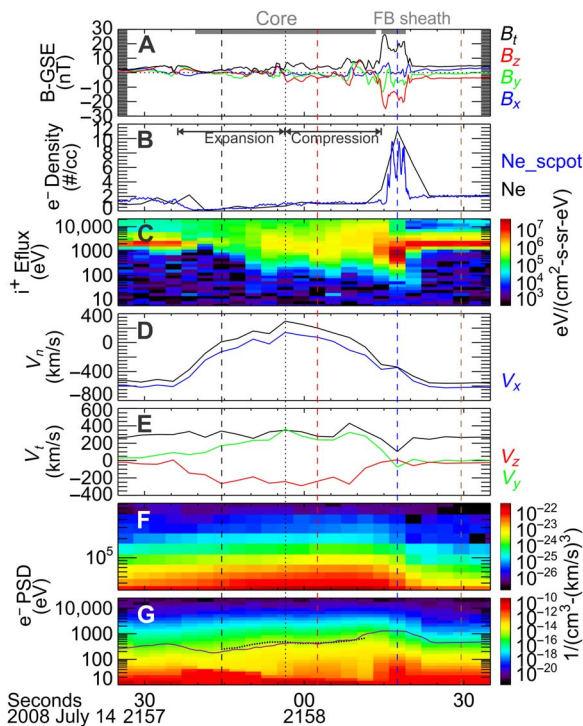 Core FB sheath
A
B-GSE
(nT)
30
20
10
0
−10
−20
−30
Bt
Bz
By
Bx
B
e− Density
(#/cc)
12
10
8
6
4
2
0
Expansion Compression
Ne_scpot
Ne
C
i+ Eflux
(eV)
10,000
1000
100
10
10^7
10^6
10^5
10^4
10^3
eV/(cm²-s-sr-eV)
D
Vn
(km/s)
400
0
−400
−800
Vx
E
Vt
(km/s)
600
400
200
0
−200
−400
Vz
Vy
F
10^5
10^−22
10^−23
10^−24
10^−25
10^−26
e− PSD
(eV)
G
10,000
1000
100
10
10^−10
10^−12
10^−14
10^−16
10^−18
10^−20
1/(cm³-(km/s)³)
Seconds 30 00 30
2008 July 14 2157 2158